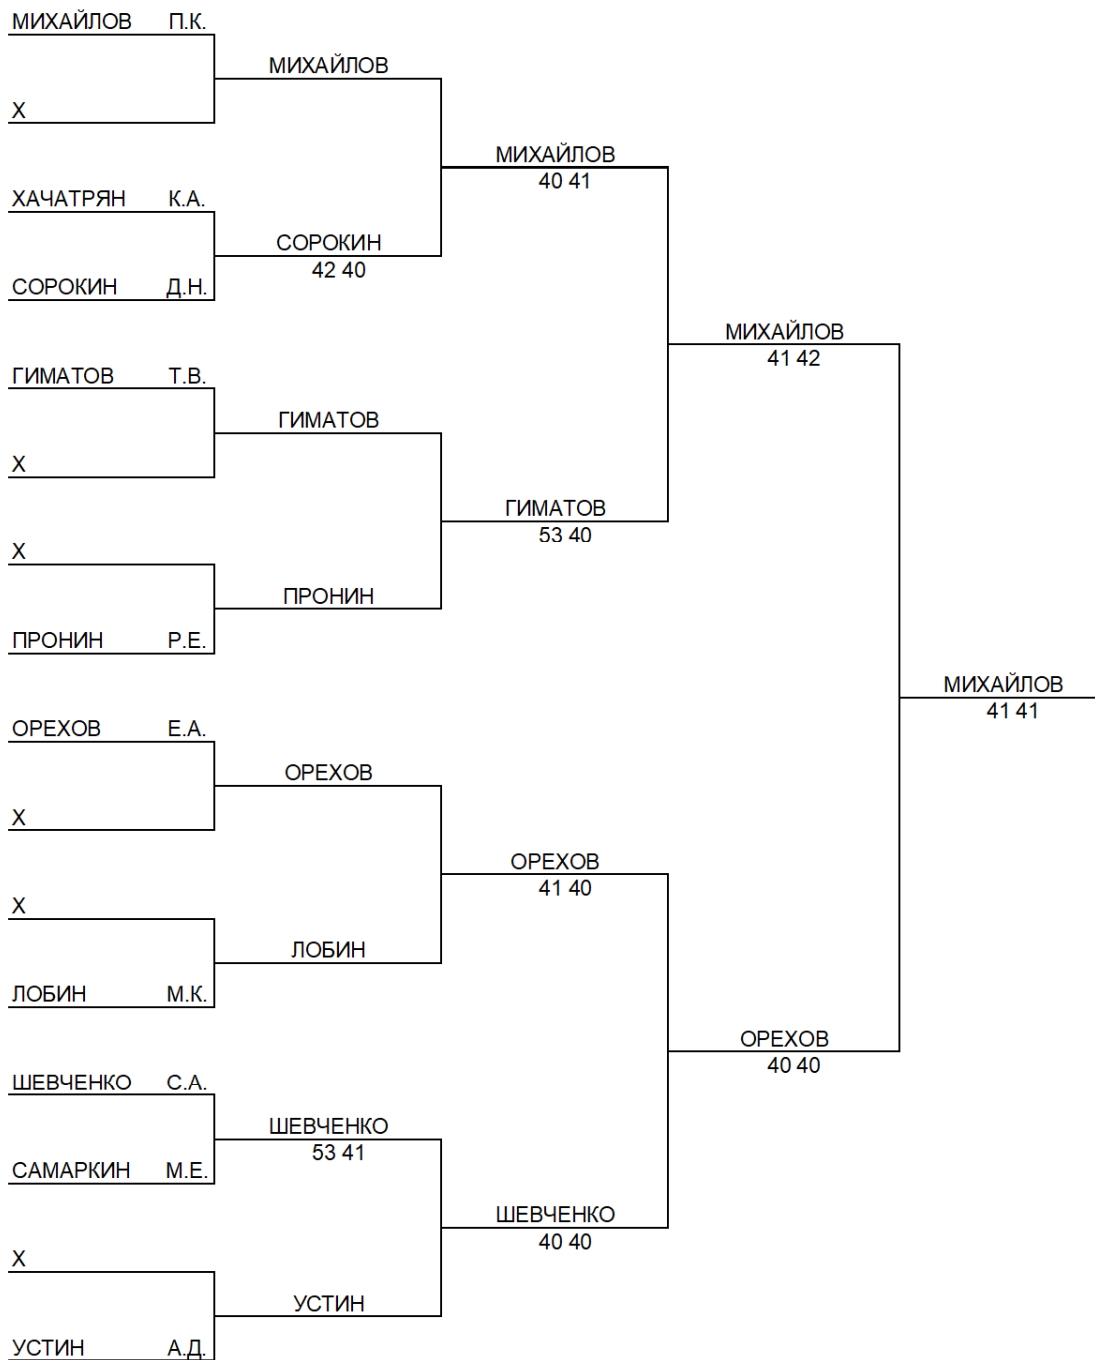 МИХАЙЛОВ П.К.
МИХАЙЛОВ
Х
МИХАЙЛОВ
40 41
ХАЧАТРЯН К.А.
СОРОКИН
42 40
СОРОКИН Д.Н.
МИХАЙЛОВ
41 42
ГИМАТОВ Т.В.
ГИМАТОВ
Х
ГИМАТОВ
53 40
Х
ПРОНИН
ПРОНИН Р.Е.
МИХАЙЛОВ
41 41
ОРЕХОВ Е.А.
ОРЕХОВ
Х
ОРЕХОВ
41 40
Х
ЛОБИН
ЛОБИН М.К.
ОРЕХОВ
40 40
ШЕВЧЕНКО С.А.
ШЕВЧЕНКО
53 41
САМАРКИН М.Е.
ШЕВЧЕНКО
40 40
Х
УСТИН
УСТИН А.Д.